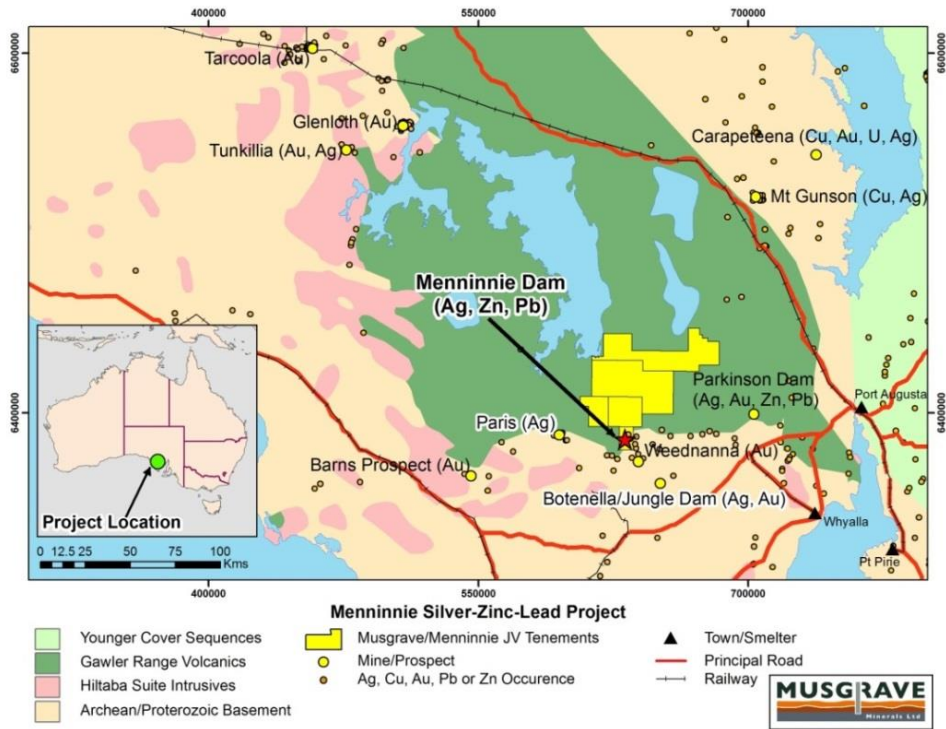 400000 550000 700000
6600000 6600000
Tarcoola (Au)
Glenloth (Au)
Tunkillia (Au, Ag)
Carapeteena (Cu, Au, U, Ag)
Mt Gunson (Cu, Ag)
Menninnie Dam
(Ag, Zn, Pb)
Parkinson Dam
(Ag, Au, Zn, Pb)
Port Augusta
6400000 6400000
Paris (Ag)
Weednanna (Au)
Barns Prospect (Au)
Botenella/Jungle Dam (Ag, Au)
Whyalla
Pt Pirie
Project Location
0 12.5 25 50 75 100
Kms
400000 550000 700000
Menninnie Silver-Zinc-Lead Project
Younger Cover Sequences
Gawler Range Volcanics
Hiltaba Suite Intrusives
Archean/Proterozoic Basement
Musgrave/Menninnie JV Tenements
Mine/Prospect
Ag, Cu, Au, Pb or Zn Occurence
Town/Smelter
Principal Road
Railway
MUSGRAVE
Minerals Ltd